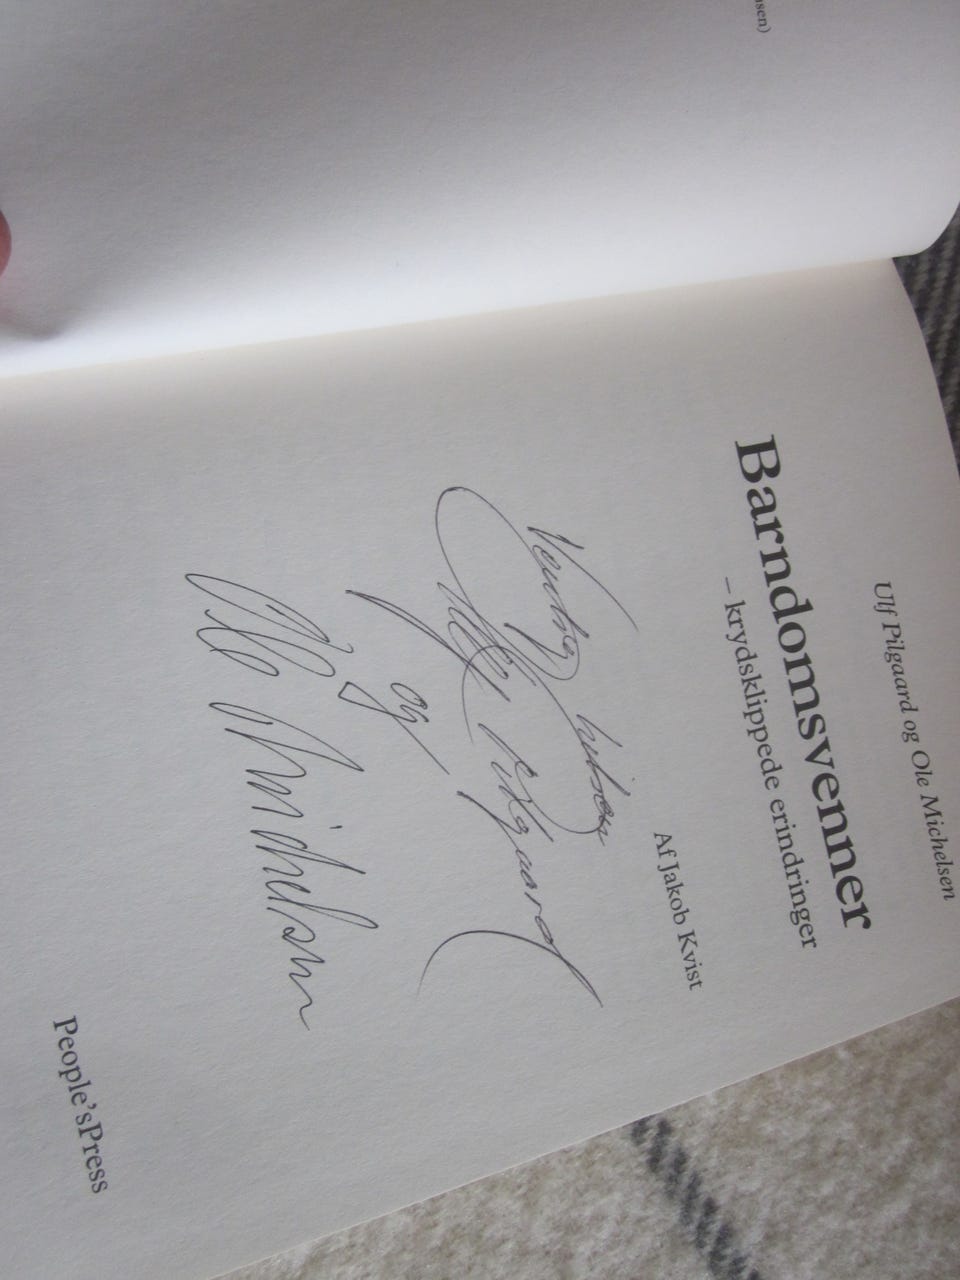 sen)
Ulf Pilgaard og Ole Michelsen
Barndomsvenner
– krydsklippede erindringer
Af Jakob Kvist
Venlig hilsen
Ulf Pilgaard
og
Ole Michelsen
People'sPress